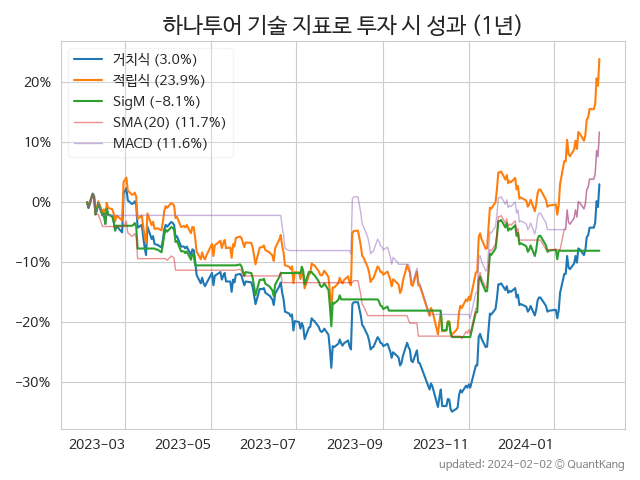 하나투어 기술 지표로 투자 시 성과 (1년)
거치식 (3.0%)
적립식 (23.9%)
SigM (−8.1%)
SMA(20) (11.7%)
MACD (11.6%)
20%
10%
0%
−10%
−20%
−30%
2023−03 2023−05 2023−07 2023−09 2023−11 2024−01
updated: 2024-02-02 © QuantKang